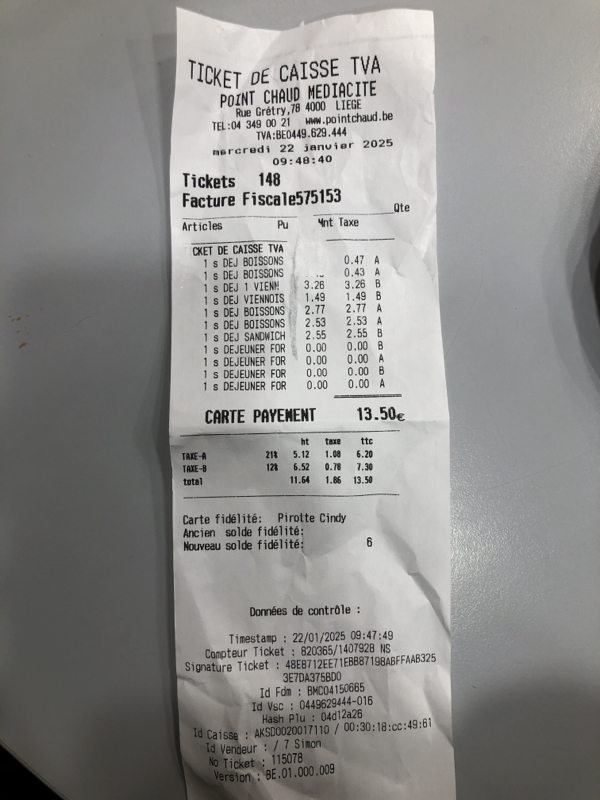 TICKET DE CAISSE TVA
POINT CHAUD MEDIACITE
Rue Grétry,78 4000 LIEGE
TEL:04 349 00 21 www.pointchaud.be
TVA:BE0449.629.444
mercredi 22 janvier 2025
09:48:40
Tickets 148
Facture Fiscale575153
Qte
Articles Pu Mnt Taxe
CKET DE CAISSE TVA
1 s DEJ BOISSONS 0.47 A
1 s DEJ BOISSONS 0.43 A
1 s DEJ 1 VIENN 3.26 3.26 B
1 s DEJ VIENNOIS 1.49 1.49 B
1 s DEJ BOISSONS 2.77 2.77 A
1 s DEJ BOISSONS 2.53 2.53 A
1 s DEJ SANDWICH 2.55 2.55 B
1 s DEJEUNER FOR 0.00 0.00 B
1 s DEJEUNER FOR 0.00 0.00 A
1 s DEJEUNER FOR 0.00 0.00 B
1 s DEJEUNER FOR 0.00 0.00 A
CARTE PAYEMENT 13.50€
ht taxe ttc
TAXE-A 21% 5.12 1.08 6.20
TAXE-B 12% 6.52 0.78 7.30
total 11.64 1.86 13.50
Carte fidélité: Pirotte Cindy
Ancien solde fidélité:
Nouveau solde fidélité: 6
Données de contrôle :
Timestamp : 22/01/2025 09:47:49
Compteur Ticket : 820365/1407928 NS
Signature Ticket : 48E8712EE71EBB8719BABFFAAB325
3E7DA375BD0
Id Fdm : BMC04150665
Id Vsc : 0449629444-016
Hash Plu : 04d12a26
Id Caisse : AKSD0020017110 / 00:30:18:cc:49:61
Id Vendeur : / 7 Simon
No Ticket : 115078
Version : BE.01.000.009